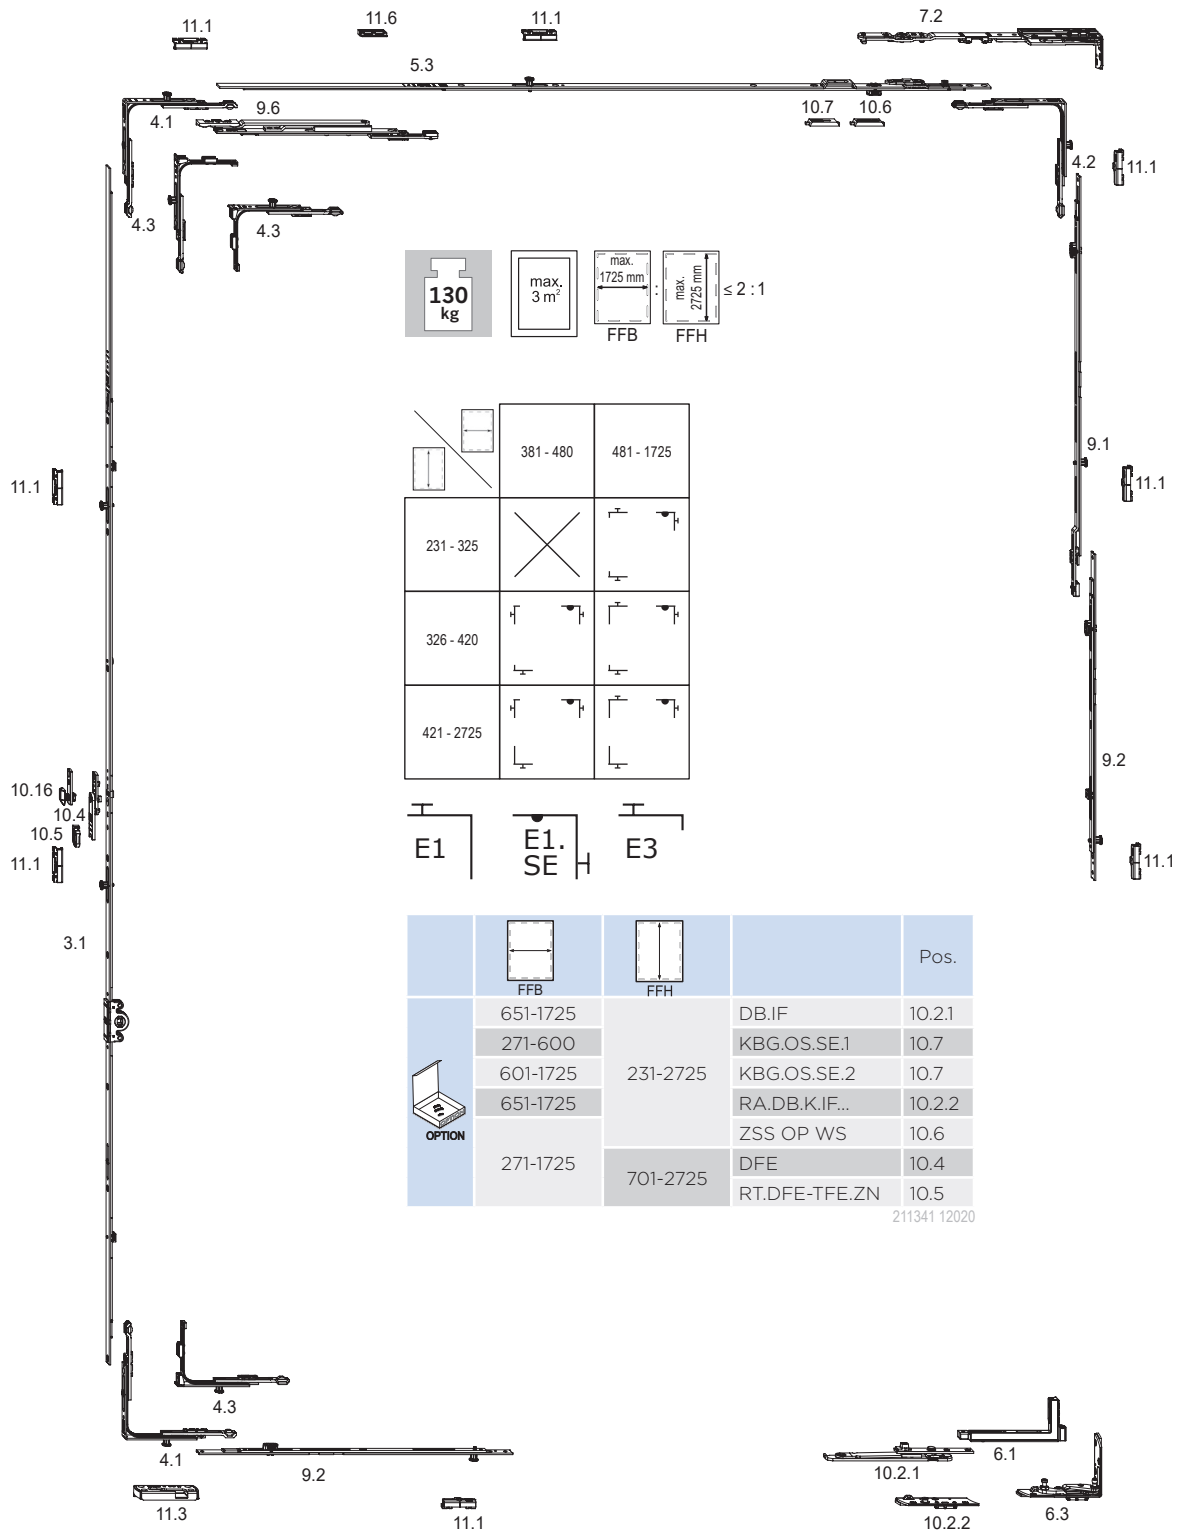 11.1
11.6
11.1
7.2
5.3
4.1
9.6
10.7
10.6
4.2
11.1
4.3
4.3
130
kg
max.
3 m²
max.
1725 mm
FFB
:
max.
2725 mm
FFH
≤ 2 : 1
381 - 480
481 - 1725
9.1
11.1
11.1
231 - 325
326 - 420
421 - 2725
9.2
10.16
10.4
10.5
11.1
E1
E1.
SE
E3
11.1
3.1
FFB
FFH
Pos.
651-1725
DB.IF
10.2.1
271-600
KBG.OS.SE.1
10.7
601-1725
231-2725
KBG.OS.SE.2
10.7
651-1725
RA.DB.K.IF...
10.2.2
OPTION
ZSS OP WS
10.6
271-1725
701-2725
DFE
10.4
RT.DFE-TFE.ZN
10.5
211341 12020
4.3
4.1
9.2
10.2.1
6.1
11.3
11.1
10.2.2
6.3